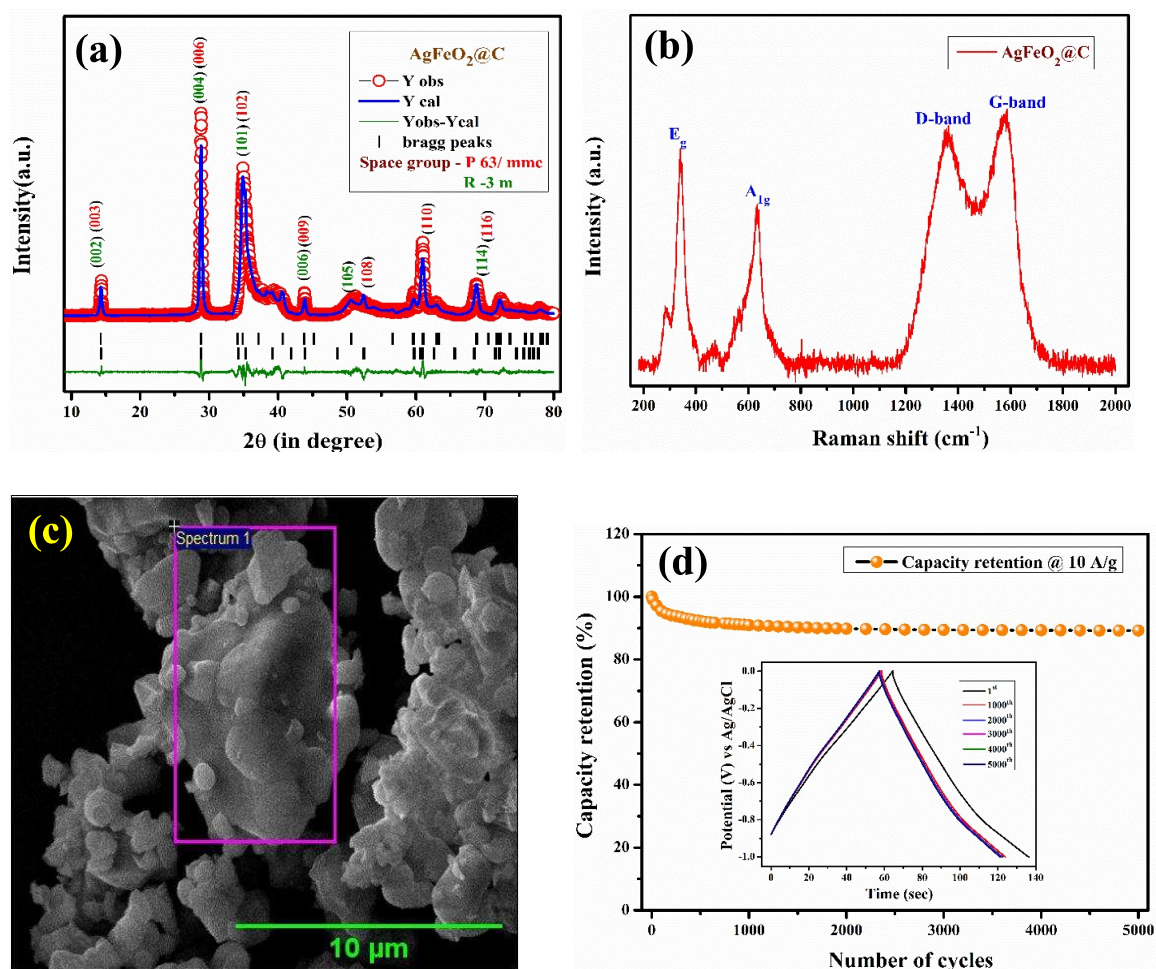 (a)
AgFeO₂@C
Y obs
Y cal
Yobs-Ycal
bragg peaks
Space group - P 63/ mmc
R -3 m
(002) (003)
(004) (006)
(101) (102)
(006) (009)
(105)
(108)
(110)
(114)
(116)
Intensity(a.u.)
10 20 30 40 50 60 70 80
2θ (in degree)
(b)
AgFeO₂@C
E_g
A_1g
D-band
G-band
Intensity (a.u.)
200 400 600 800 1000 1200 1400 1600 1800 2000
Raman shift (cm⁻¹)
(c)
Spectrum 1
10 µm
(d)
Capacity retention @ 10 A/g
Capacity retention (%)
120
100
80
60
40
20
0
0.0
-0.2
-0.4
-0.6
-0.8
-1.0
Potential (V) vs Ag/AgCl
1ˢᵗ
1000ᵗʰ
2000ᵗʰ
3000ᵗʰ
4000ᵗʰ
5000ᵗʰ
0 20 40 60 80 100 120 140
Time (sec)
0 1000 2000 3000 4000 5000
Number of cycles